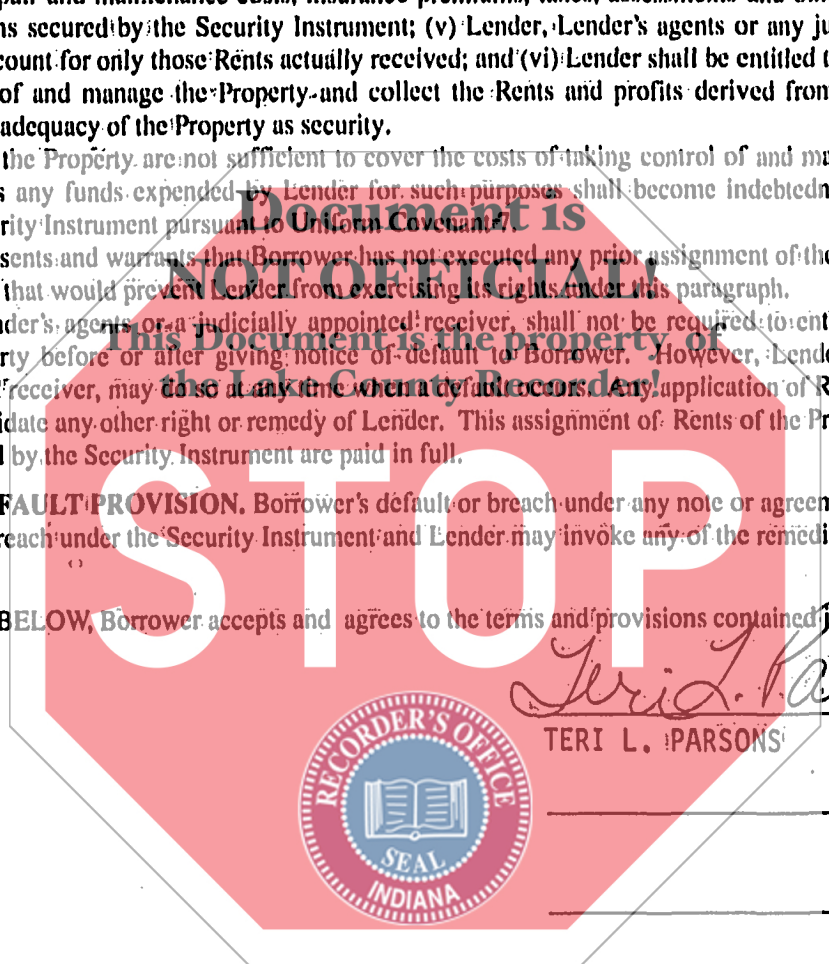 ns secured by the Security Instrument; (v) Lender, Lender's agents or any ju
count for only those Rents actually received; and (vi) Lender shall be entitled t
of and manage the Property and collect the Rents and profits derived from
adequacy of the Property as security.
the Property are not sufficient to cover the costs of taking control of and ma
s any funds expended by Lender for such purposes shall become indebtedn
rity Instrument pursuant to Uniform Covenant 7.
Document is
sents and warrants that Borrower has not executed any prior assignment of the
NOT OFFICIAL!
that would prevent Lender from exercising its rights under this paragraph.
der's agents or a judicially appointed receiver, shall not be required to ent
This Document is the property of
rty before or after giving notice of default to Borrower. However, Lende
the Lake County Recorder!
receiver, may do so at any time when a default occurs. Any application of R
idate any other right or remedy of Lender. This assignment of Rents of the Pr
by the Security Instrument are paid in full.
FAULT PROVISION. Borrower's default or breach under any note or agreen
reach under the Security Instrument and Lender may invoke any of the remedi
STOP
BELOW, Borrower accepts and agrees to the terms and provisions contained
Teri L. Pa
TERI L. PARSONS
RECORDER'S OFFICE
SEAL
INDIANA